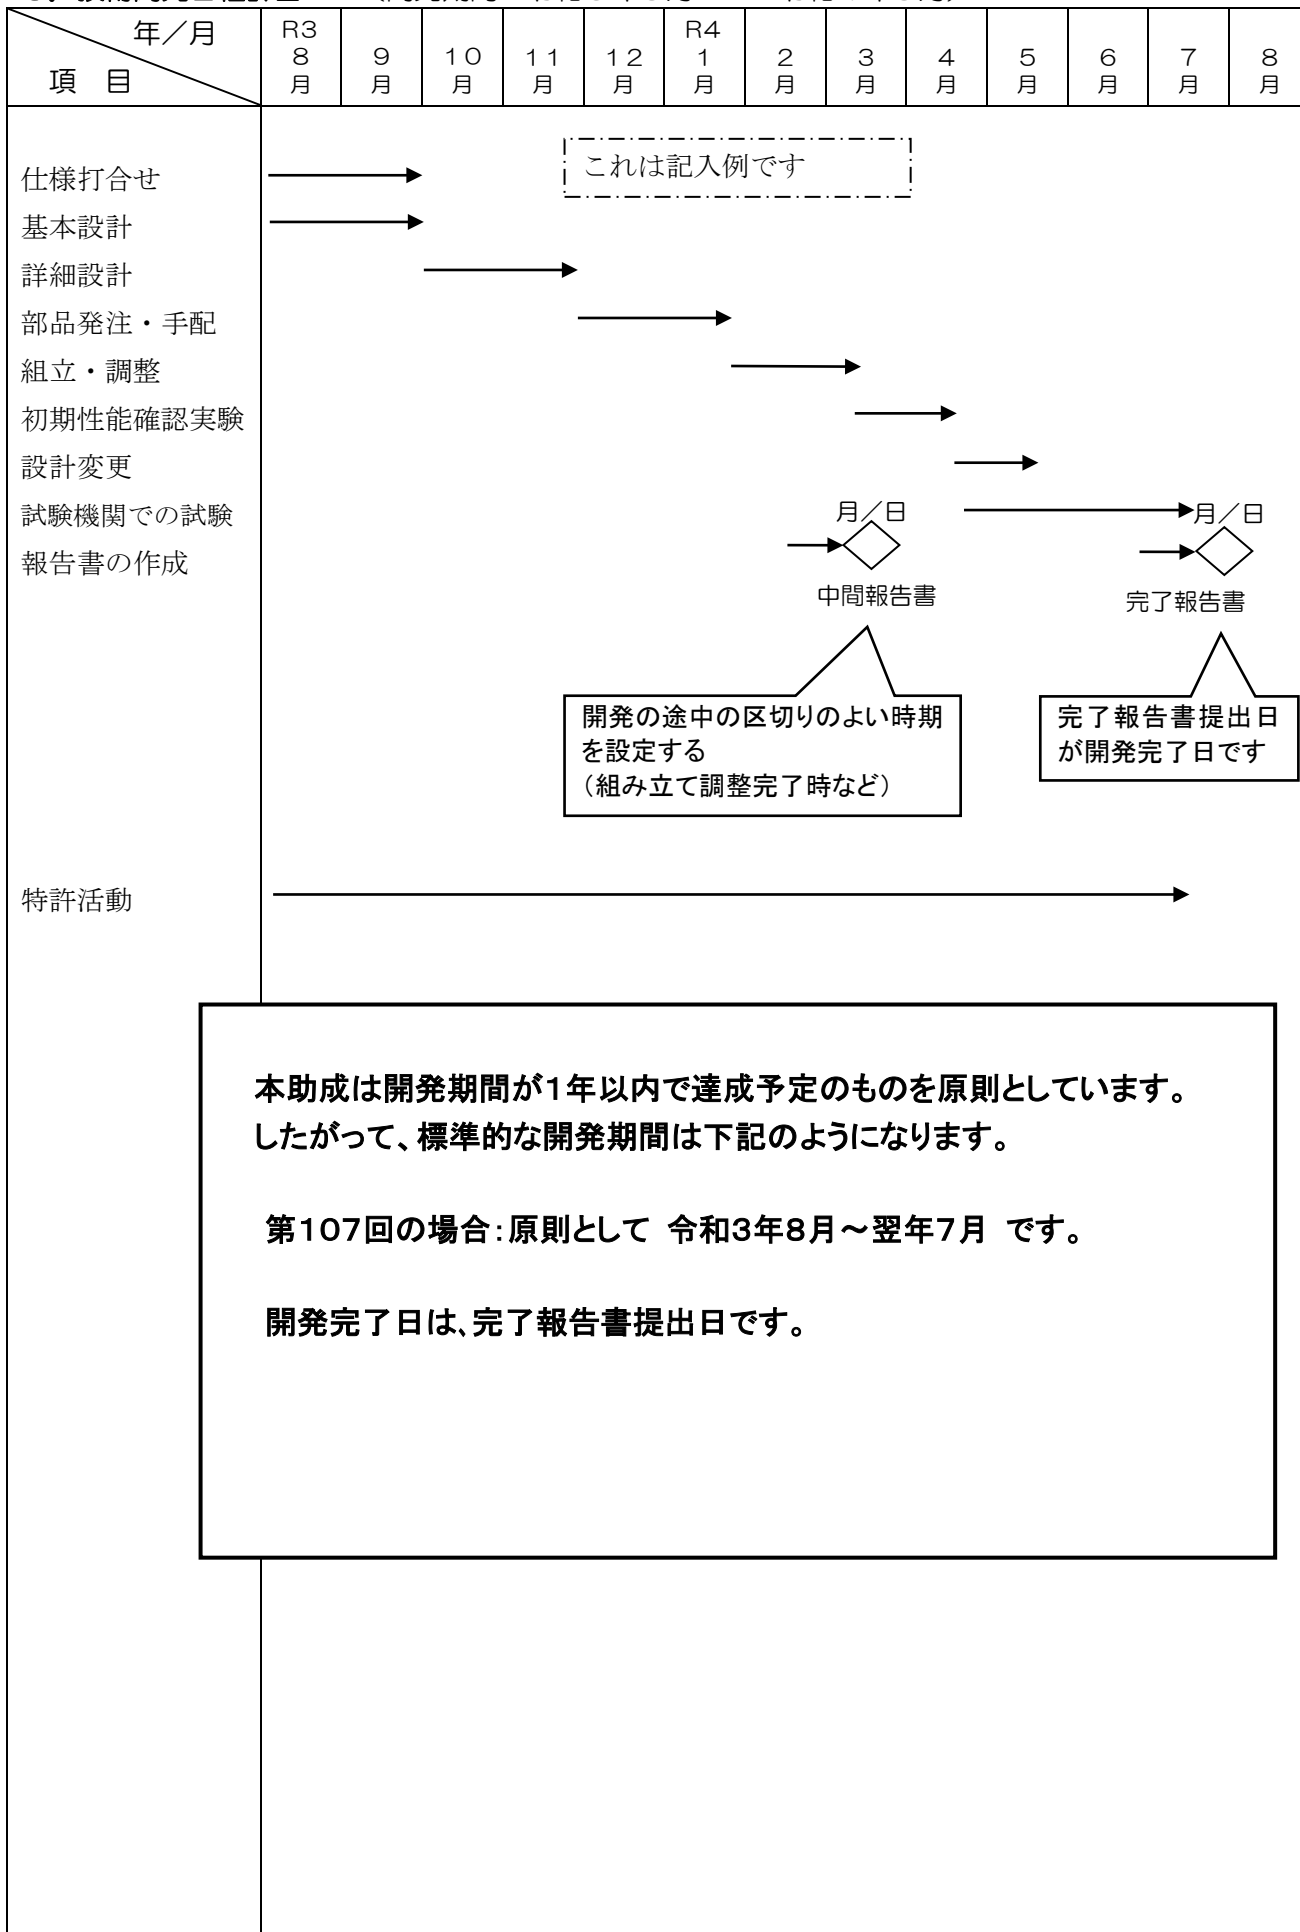 年／月
項 目
R3
8
月
9
月
10
月
11
月
12
月
R4
1
月
2
月
3
月
4
月
5
月
6
月
7
月
8
月
これは記入例です
仕様打合せ
基本設計
詳細設計
部品発注・手配
組立・調整
初期性能確認実験
設計変更
試験機関での試験
月／日
月／日
報告書の作成
中間報告書
完了報告書
開発の途中の区切りのよい時期
を設定する
（組み立て調整完了時など）
完了報告書提出日
が開発完了日です
特許活動
本助成は開発期間が１年以内で達成予定のものを原則としています。
したがって、標準的な開発期間は下記のようになります。
第１０７回の場合：原則として 令和３年８月～翌年７月 です。
開発完了日は、完了報告書提出日です。